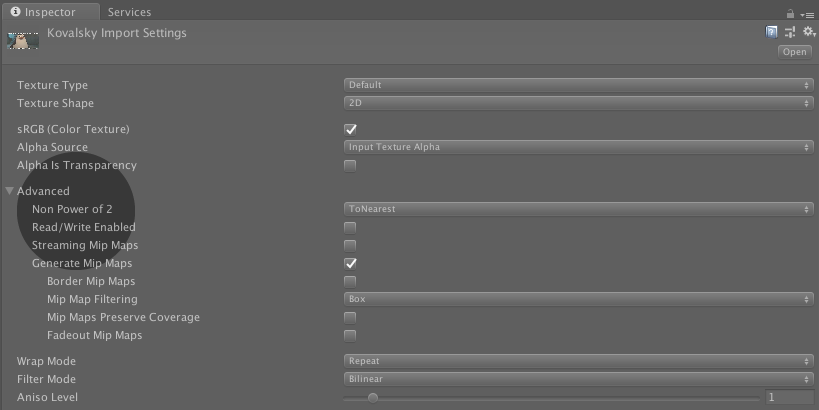 Inspector Services
Kovalsky Import Settings
Open
Texture Type Default
Texture Shape 2D
sRGB (Color Texture)
Alpha Source Input Texture Alpha
Alpha Is Transparency
Advanced
Non Power of 2 ToNearest
Read/Write Enabled
Streaming Mip Maps
Generate Mip Maps
Border Mip Maps
Mip Map Filtering Box
Mip Maps Preserve Coverage
Fadeout Mip Maps
Wrap Mode Repeat
Filter Mode Bilinear
Aniso Level 1